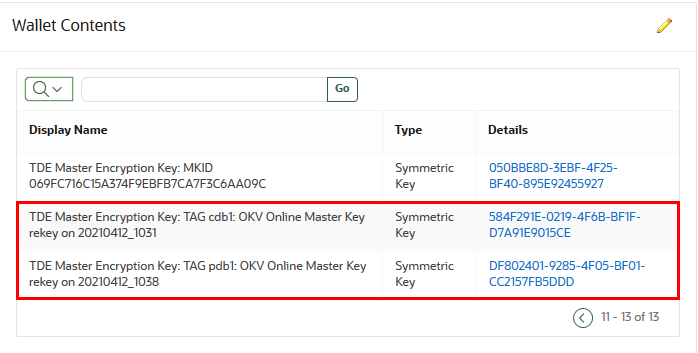 Wallet Contents
Go
Display Name Type Details
TDE Master Encryption Key: MKID Symmetric 050BBE8D-3EBF-4F25-
069FC716C15A374F9EBFB7CA7F3C6AA09C Key BF40-895E92455927
TDE Master Encryption Key: TAG cdb1: OKV Online Master Key Symmetric 584F291E-0219-4F6B-BF1F-
rekey on 20210412_1031 Key D7A91E9015CE
TDE Master Encryption Key: TAG pdb1: OKV Online Master Key Symmetric DF802401-9285-4F05-BF01-
rekey on 20210412_1038 Key CC2157FB5DDD
11 - 13 of 13